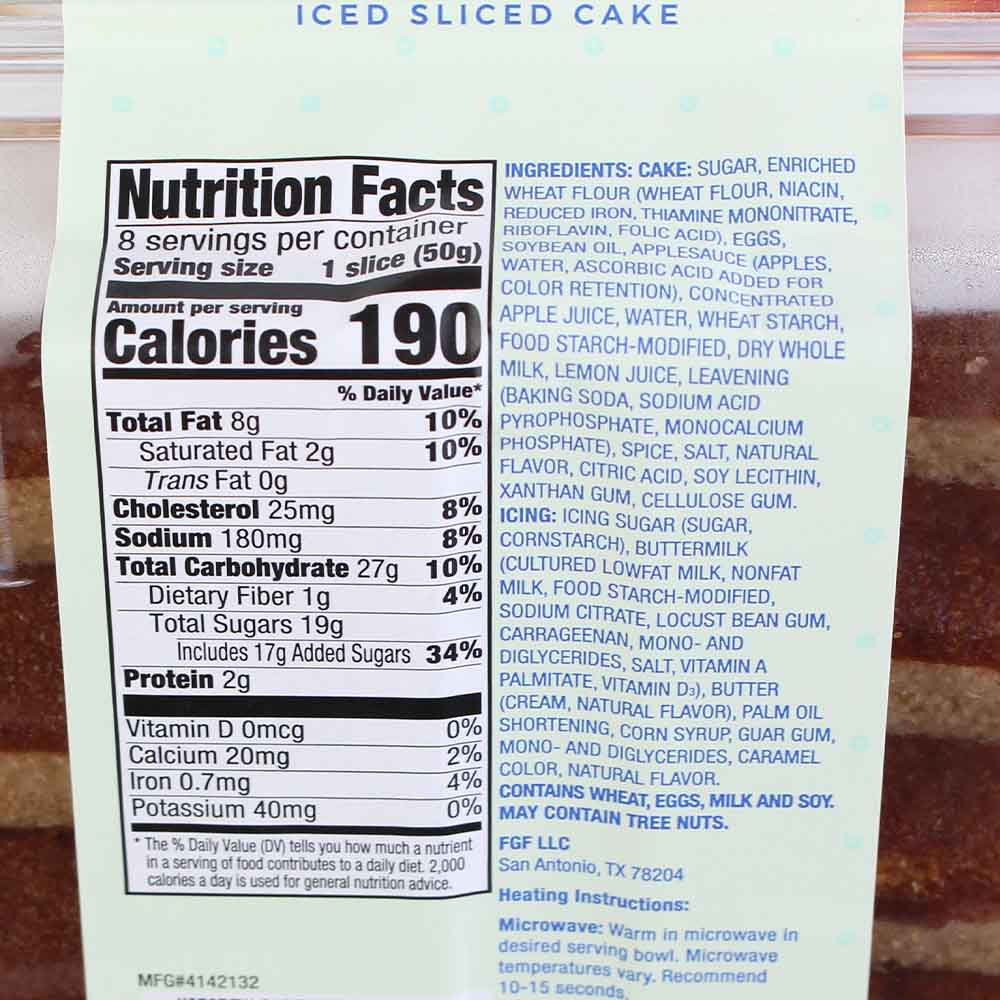 ICED SLICED CAKE
Nutrition Facts
8 servings per container
Serving size 1 slice (50g)
Amount per serving
Calories 190
% Daily Value*
Total Fat 8g 10%
Saturated Fat 2g 10%
Trans Fat 0g
Cholesterol 25mg 8%
Sodium 180mg 8%
Total Carbohydrate 27g 10%
Dietary Fiber 1g 4%
Total Sugars 19g
Includes 17g Added Sugars 34%
Protein 2g
Vitamin D 0mcg 0%
Calcium 20mg 2%
Iron 0.7mg 4%
Potassium 40mg 0%
* The % Daily Value (DV) tells you how much a nutrient
in a serving of food contributes to a daily diet. 2,000
calories a day is used for general nutrition advice.
MFG#4142132
INGREDIENTS: CAKE: SUGAR, ENRICHED
WHEAT FLOUR (WHEAT FLOUR, NIACIN,
REDUCED IRON, THIAMINE MONONITRATE,
RIBOFLAVIN, FOLIC ACID), EGGS,
SOYBEAN OIL, APPLESAUCE (APPLES,
WATER, ASCORBIC ACID ADDED FOR
COLOR RETENTION), CONCENTRATED
APPLE JUICE, WATER, WHEAT STARCH,
FOOD STARCH-MODIFIED, DRY WHOLE
MILK, LEMON JUICE, LEAVENING
(BAKING SODA, SODIUM ACID
PYROPHOSPHATE, MONOCALCIUM
PHOSPHATE), SPICE, SALT, NATURAL
FLAVOR, CITRIC ACID, SOY LECITHIN,
XANTHAN GUM, CELLULOSE GUM.
ICING: ICING SUGAR (SUGAR,
CORNSTARCH), BUTTERMILK
(CULTURED LOWFAT MILK, NONFAT
MILK, FOOD STARCH-MODIFIED,
SODIUM CITRATE, LOCUST BEAN GUM,
CARRAGEENAN, MONO- AND
DIGLYCERIDES, SALT, VITAMIN A
PALMITATE, VITAMIN D3), BUTTER
(CREAM, NATURAL FLAVOR), PALM OIL
SHORTENING, CORN SYRUP, GUAR GUM,
MONO- AND DIGLYCERIDES, CARAMEL
COLOR, NATURAL FLAVOR.
CONTAINS WHEAT, EGGS, MILK AND SOY.
MAY CONTAIN TREE NUTS.
FGF LLC
San Antonio, TX 78204
Heating Instructions:
Microwave: Warm in microwave in
desired serving bowl. Microwave
temperatures vary. Recommend
10-15 seconds.